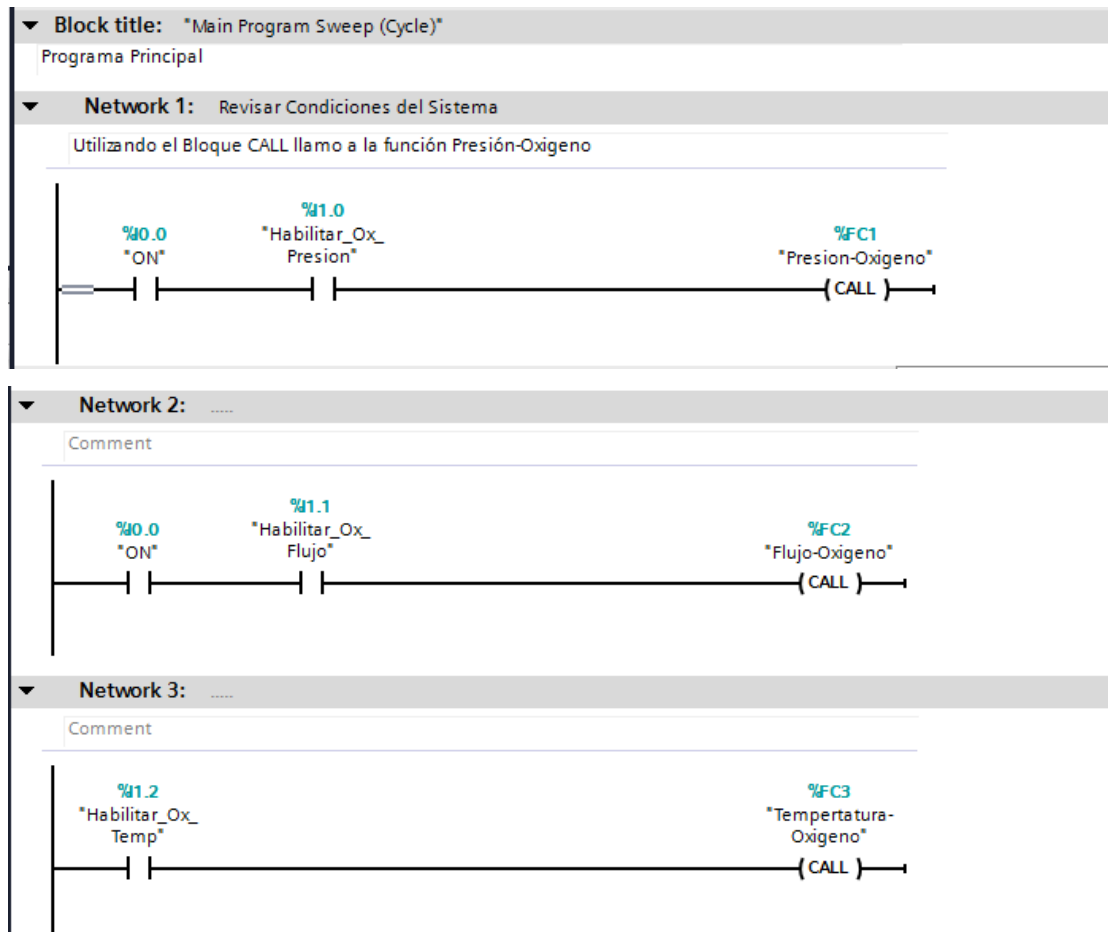 Block title: "Main Program Sweep (Cycle)"
Programa Principal
Network 1: Revisar Condiciones del Sistema
Utilizando el Bloque CALL llamo a la función Presión-Oxigeno
%I0.0
"ON"
%I1.0
"Habilitar_Ox_
Presion"
%FC1
"Presion-Oxigeno"
CALL
Network 2: .....
Comment
%I0.0
"ON"
%I1.1
"Habilitar_Ox_
Flujo"
%FC2
"Flujo-Oxigeno"
CALL
Network 3: .....
Comment
%I1.2
"Habilitar_Ox_
Temp"
%FC3
"Tempertatura-
Oxigeno"
CALL